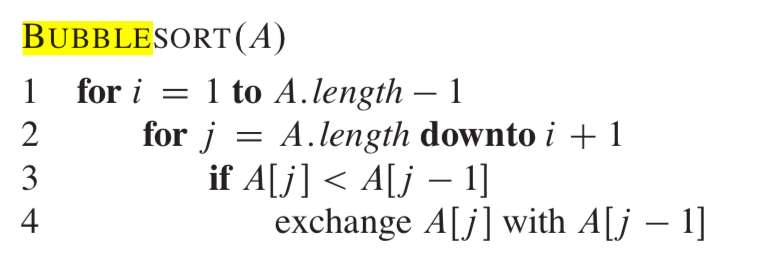 BUBBLESORT(A)
1 for i = 1 to A.length − 1
2 for j = A.length downto i + 1
3 if A[j] < A[j − 1]
4 exchange A[j] with A[j − 1]